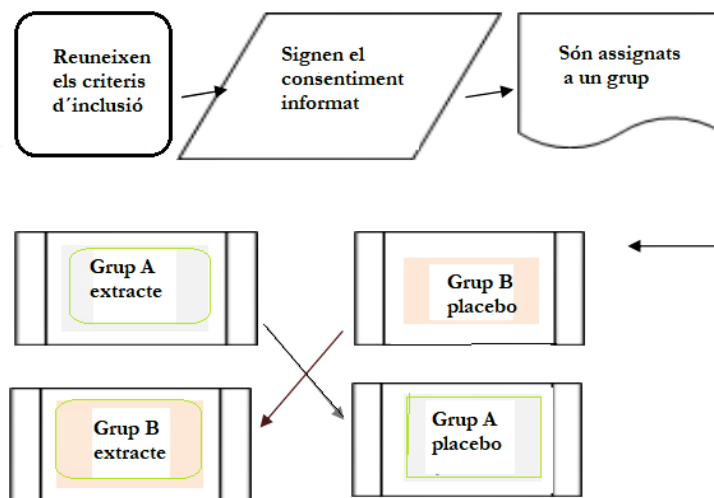 Reuneixen
els criteris
d´inclusió
Signen el
consentiment
informat
Són assignats
a un grup
Grup A
extracte
Grup B
placebo
Grup B
extracte
Grup A
placebo